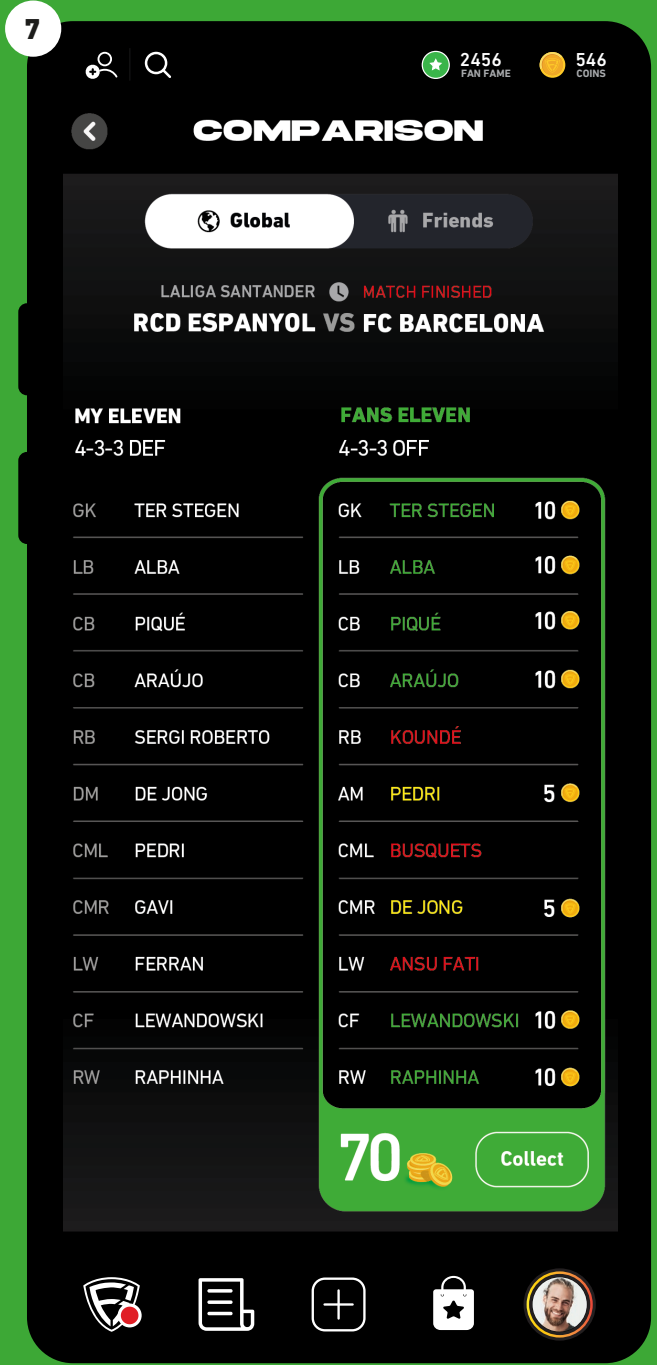 7
2456
FAN FAME
546
COINS
COMPARISON
Global
Friends
LALIGA SANTANDER MATCH FINISHED
RCD ESPANYOL VS FC BARCELONA
MY ELEVEN
4-3-3 DEF
GK TER STEGEN
LB ALBA
CB PIQUÉ
CB ARAÚJO
RB SERGI ROBERTO
DM DE JONG
CML PEDRI
CMR GAVI
LW FERRAN
CF LEWANDOWSKI
RW RAPHINHA
FANS ELEVEN
4-3-3 OFF
GK TER STEGEN 10
LB ALBA 10
CB PIQUÉ 10
CB ARAÚJO 10
RB KOUNDÉ
AM PEDRI 5
CML BUSQUETS
CMR DE JONG 5
LW ANSU FATI
CF LEWANDOWSKI 10
RW RAPHINHA 10
70
Collect